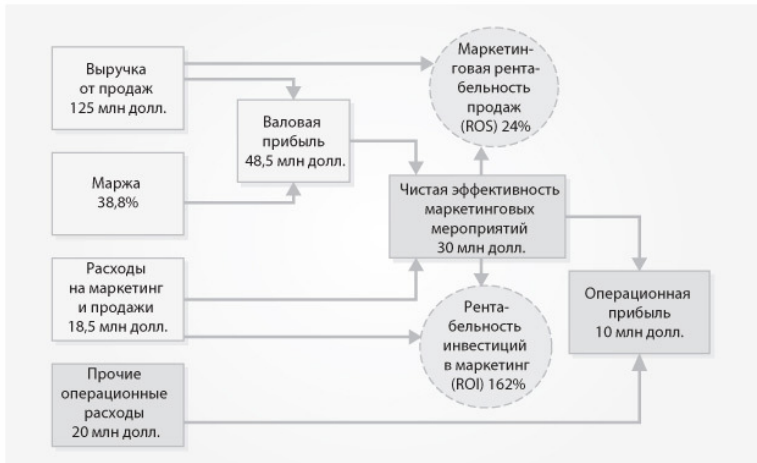 Выручка
от продаж
125 млн долл.
Маржа
38,8%
Расходы
на маркетинг
и продажи
18,5 млн долл.
Прочие
операционные
расходы
20 млн долл.
Валовая
прибыль
48,5 млн долл.
Маркетин-
говая рента-
бельность
продаж
(ROS) 24%
Чистая эффективность
маркетинговых
мероприятий
30 млн долл.
Рента-
бельность
инвестиций
в маркетинг
(ROI) 162%
Операционная
прибыль
10 млн долл.